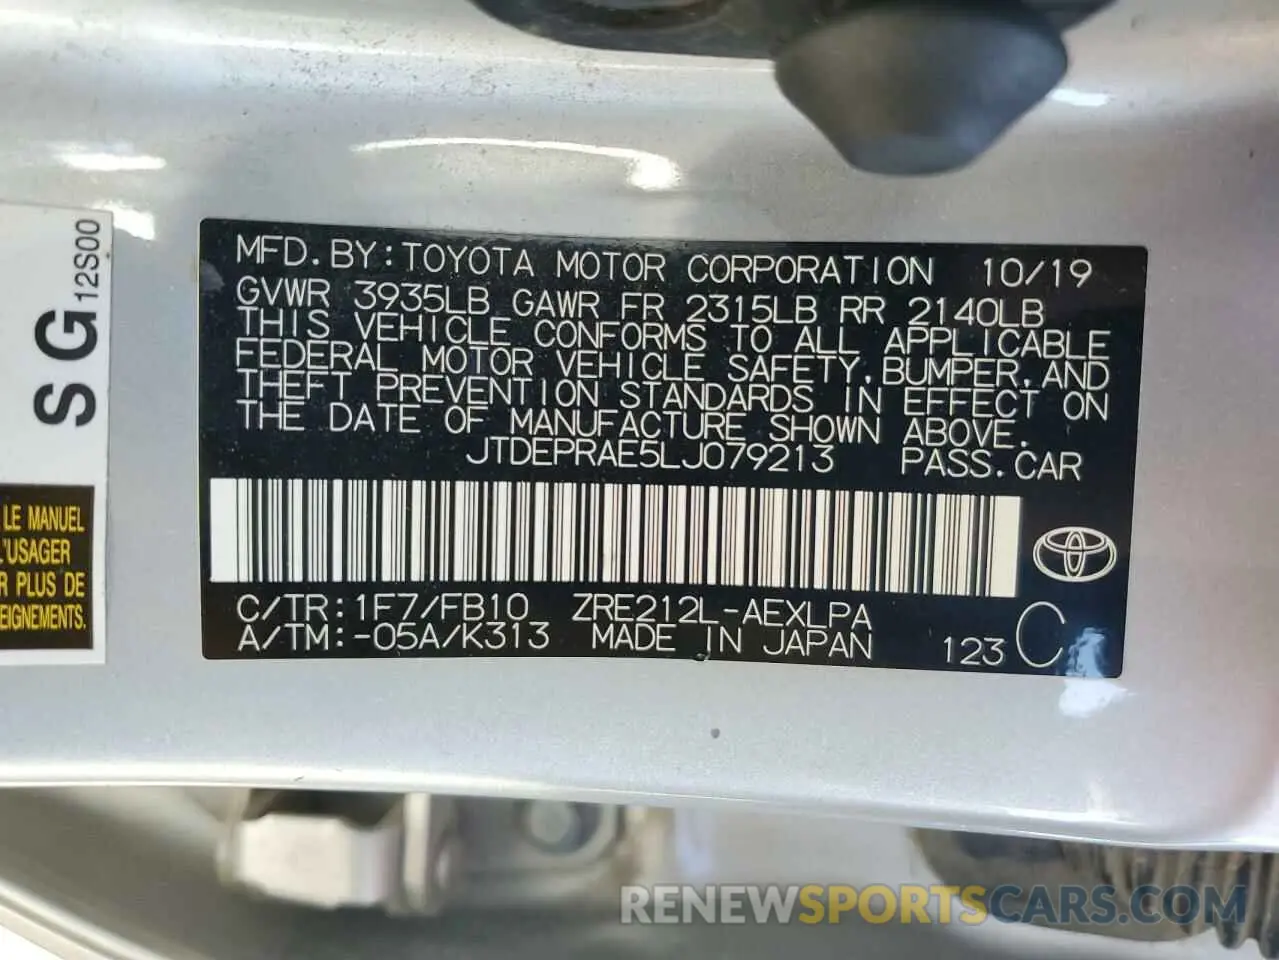 MFD. BY: TOYOTA MOTOR CORPORATION 10/19
GVWR 3935LB GAWR FR 2315LB RR 2140LB
THIS VEHICLE CONFORMS TO ALL APPLICABLE
FEDERAL MOTOR VEHICLE SAFETY, BUMPER, AND
THEFT PREVENTION STANDARDS IN EFFECT ON
THE DATE OF MANUFACTURE SHOWN ABOVE.
JTDEPRAE5LJ079213 PASS. CAR
C/TR: 1F7/FB10 ZRE212L-AEXLPA
A/TM: -05A/K313 MADE IN JAPAN 123 C
SG12S00
LE MANUEL
L'USAGER
R PLUS DE
EIGNEMENTS.
RENEWSPORTSCARS.COM